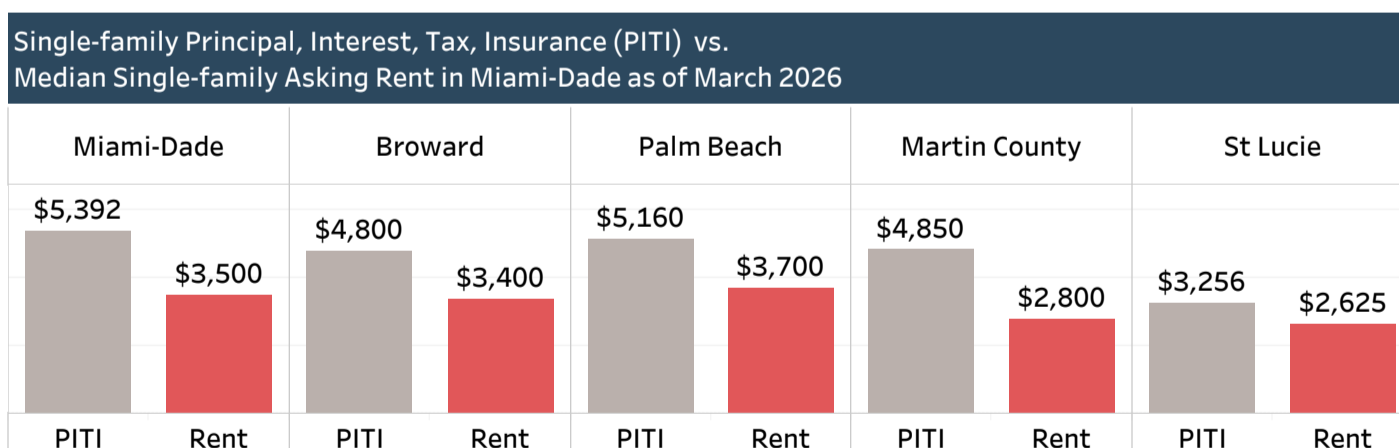 Single-family Principal, Interest, Tax, Insurance (PITI) vs.
Median Single-family Asking Rent in Miami-Dade as of March 2026
Miami-Dade Broward Palm Beach Martin County St Lucie
$5,392 $3,500 $4,800 $3,400 $5,160 $3,700 $4,850 $2,800 $3,256 $2,625
PITI Rent PITI Rent PITI Rent PITI Rent PITI Rent